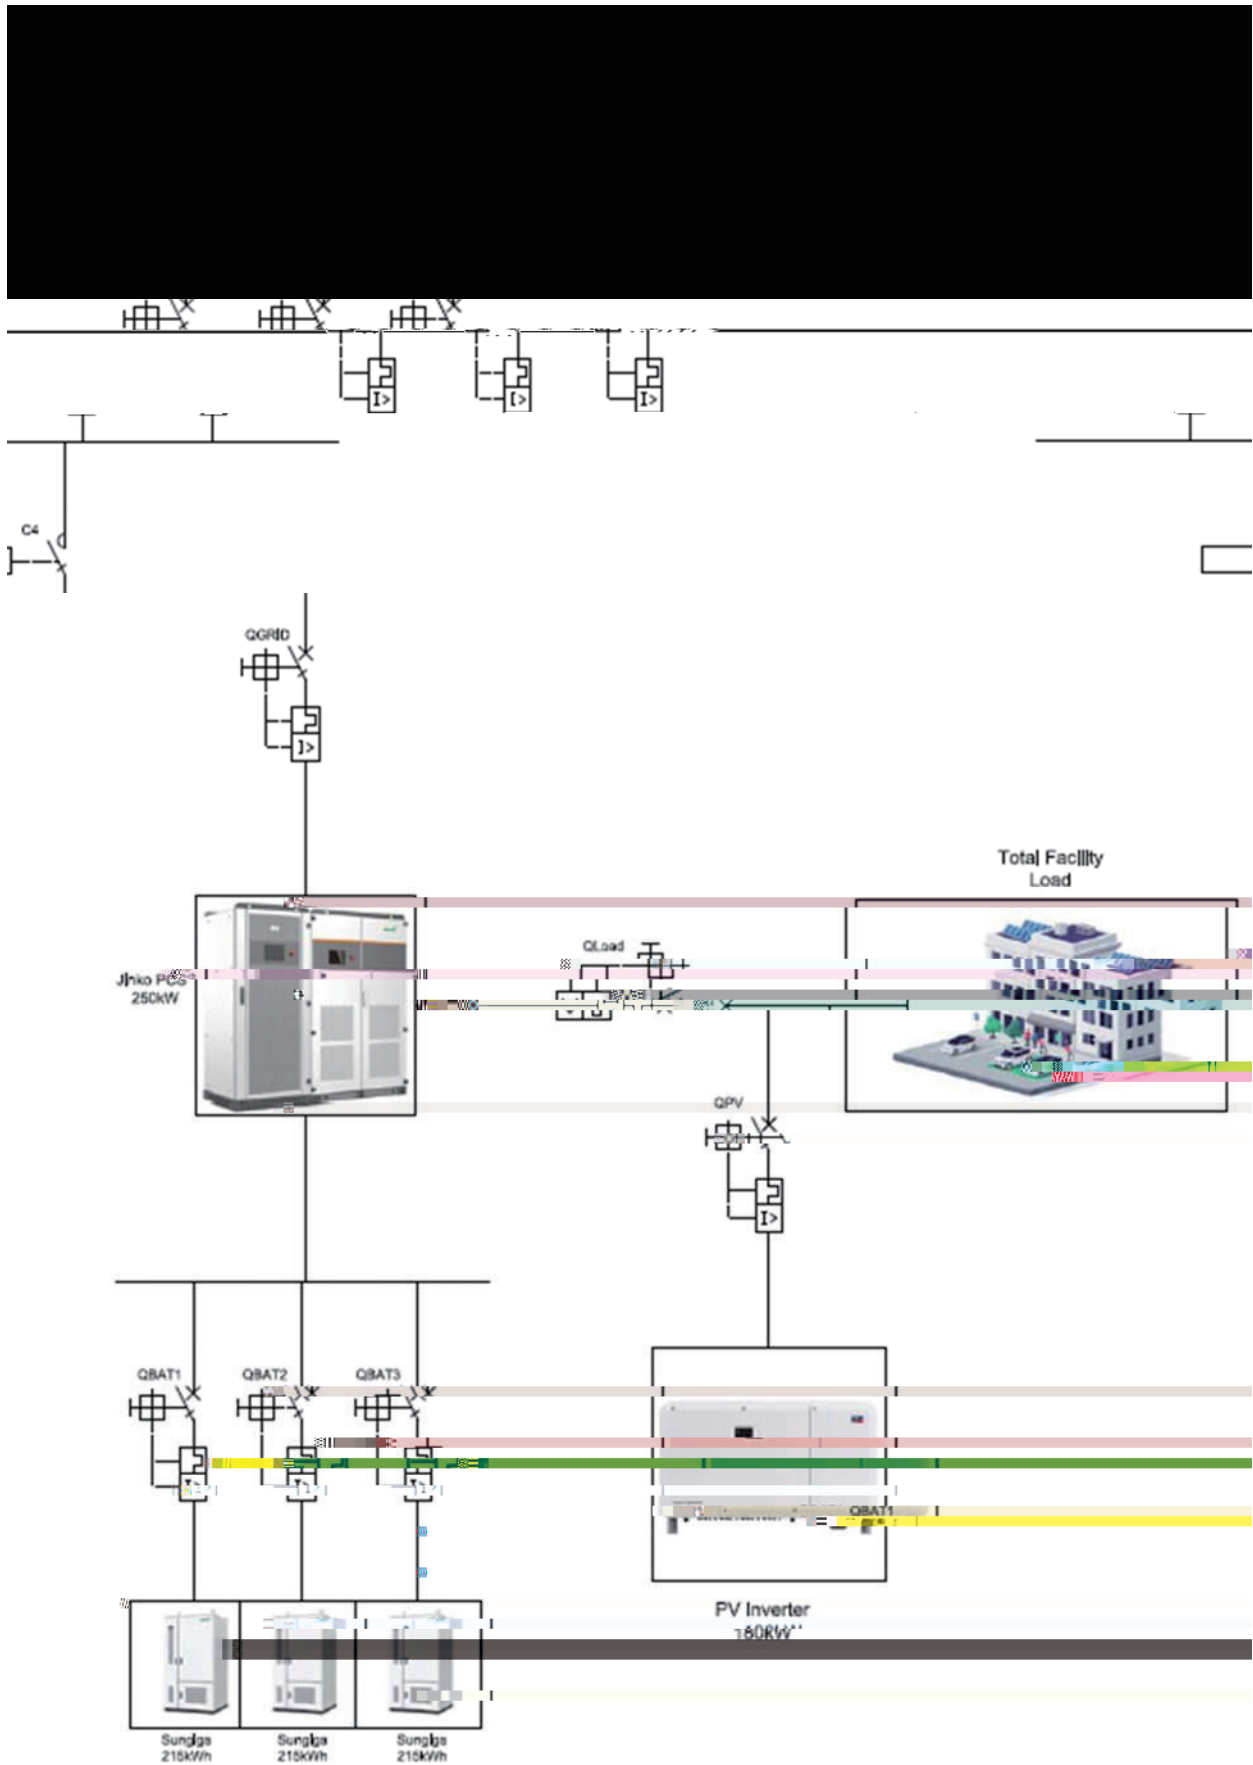 C4
QGRID
Total Facility
Load
QLoad
Jinko PCS
250kW
QPV
I>
QBAT1
QBAT2
QBAT3
QBAT1
PV Inverter
Sungiga
215kWh
Sungiga
215kWh
Sungiga
215kWh